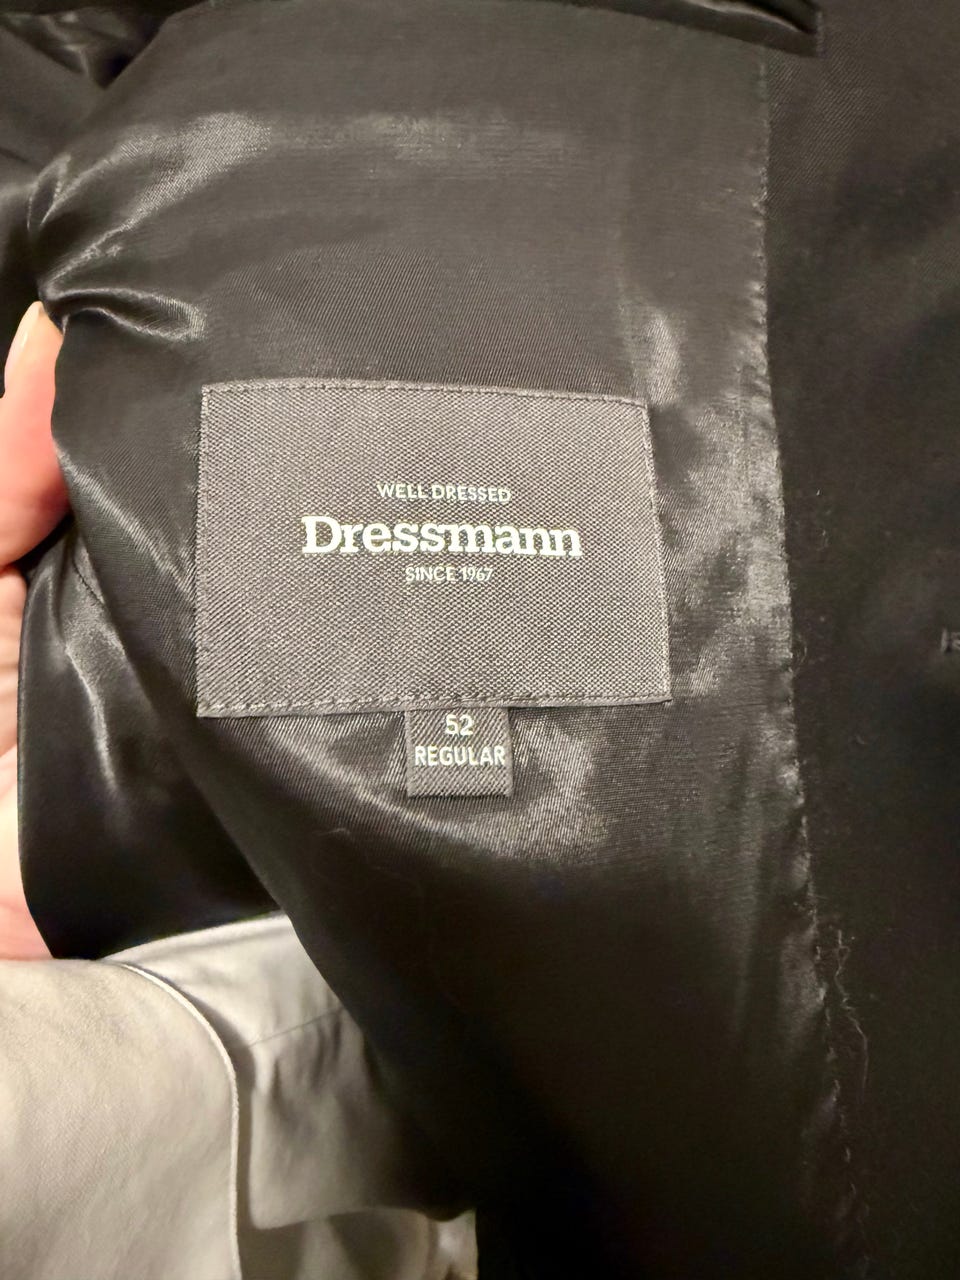 WELL DRESSED
Dressmann
SINCE 1967
52
REGULAR